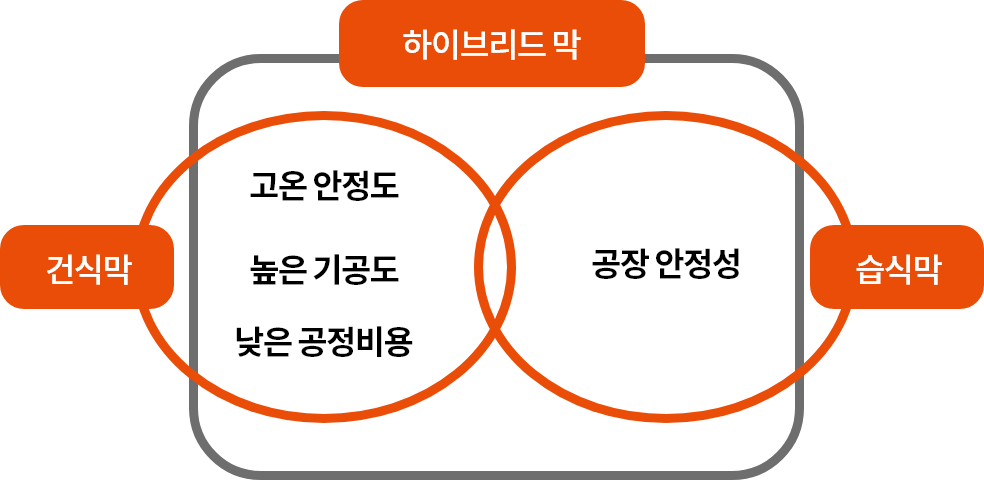 하이브리드 막
고온 안정도
높은 기공도
낮은 공정비용
건식막
공장 안정성
습식막